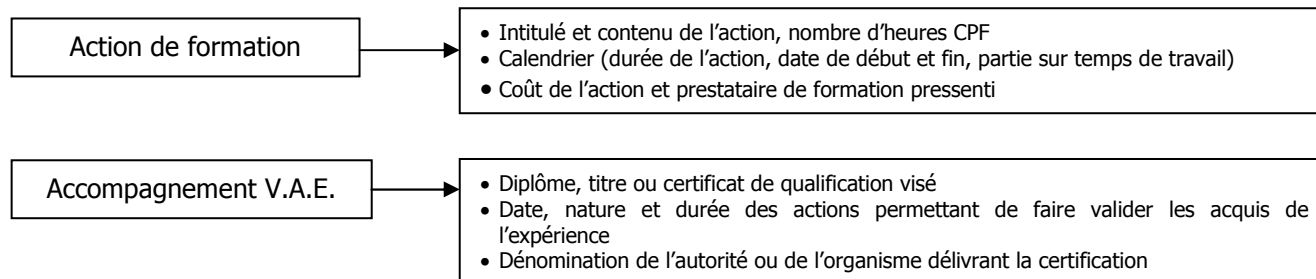 Action de formation
• Intitulé et contenu de l’action, nombre d’heures CPF
• Calendrier (durée de l’action, date de début et fin, partie sur temps de travail)
• Coût de l’action et prestataire de formation pressenti
Accompagnement V.A.E.
• Diplôme, titre ou certificat de qualification visé
• Date, nature et durée des actions permettant de faire valider les acquis de
l’expérience
• Dénomination de l’autorité ou de l’organisme délivrant la certification